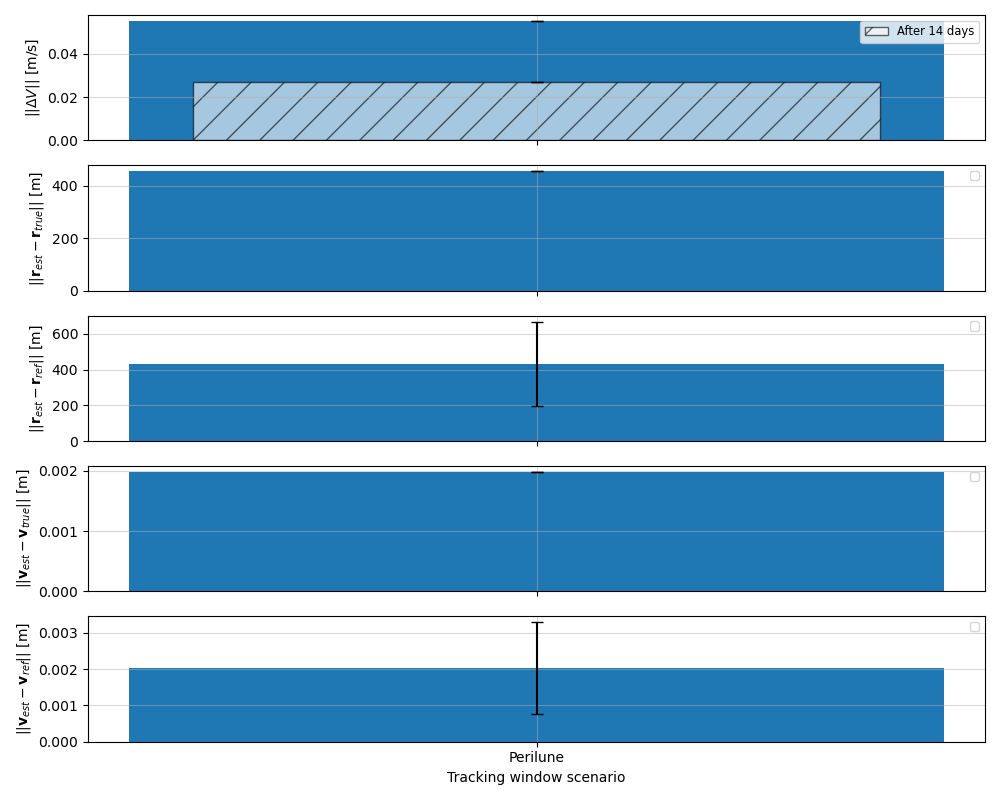 ||ΔV|| [m/s]
0.04
0.02
0.00
After 14 days
||r_est − r_true|| [m]
400
200
0
||r_est − r_ref|| [m]
600
400
200
0
||v_est − v_true|| [m]
0.002
0.001
0.000
||v_est − v_ref|| [m]
0.003
0.002
0.001
0.000
Perilune
Tracking window scenario